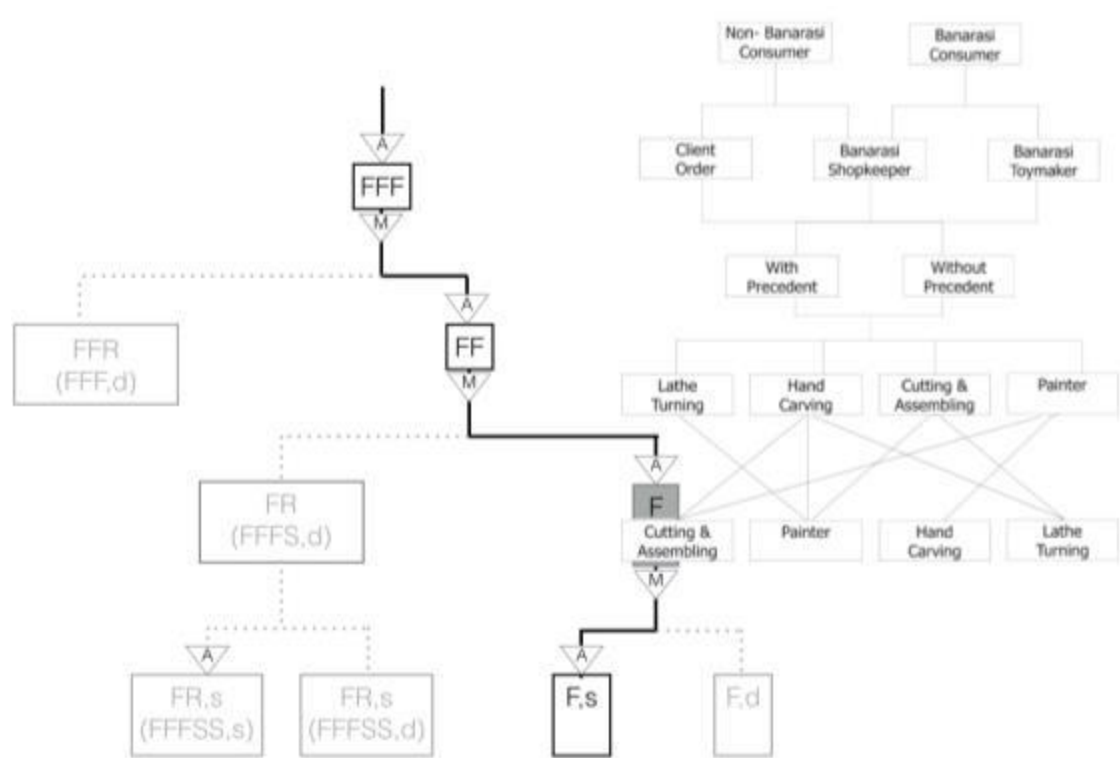 Non- Banarasi
Consumer
Banarasi
Consumer
A
FFF
M
Client
Order
Banarasi
Shopkeeper
Banarasi
Toymaker
With
Precedent
Without
Precedent
A
FF
M
FFR
(FFF,d)
Lathe
Turning
Hand
Carving
Cutting &
Assembling
Painter
A
F
FR
(FFFS,d)
Cutting &
Assembling
Painter
Hand
Carving
Lathe
Turning
M
A
FR,s
(FFFSS,s)
FR,s
(FFFSS,d)
A
F,s
F,d